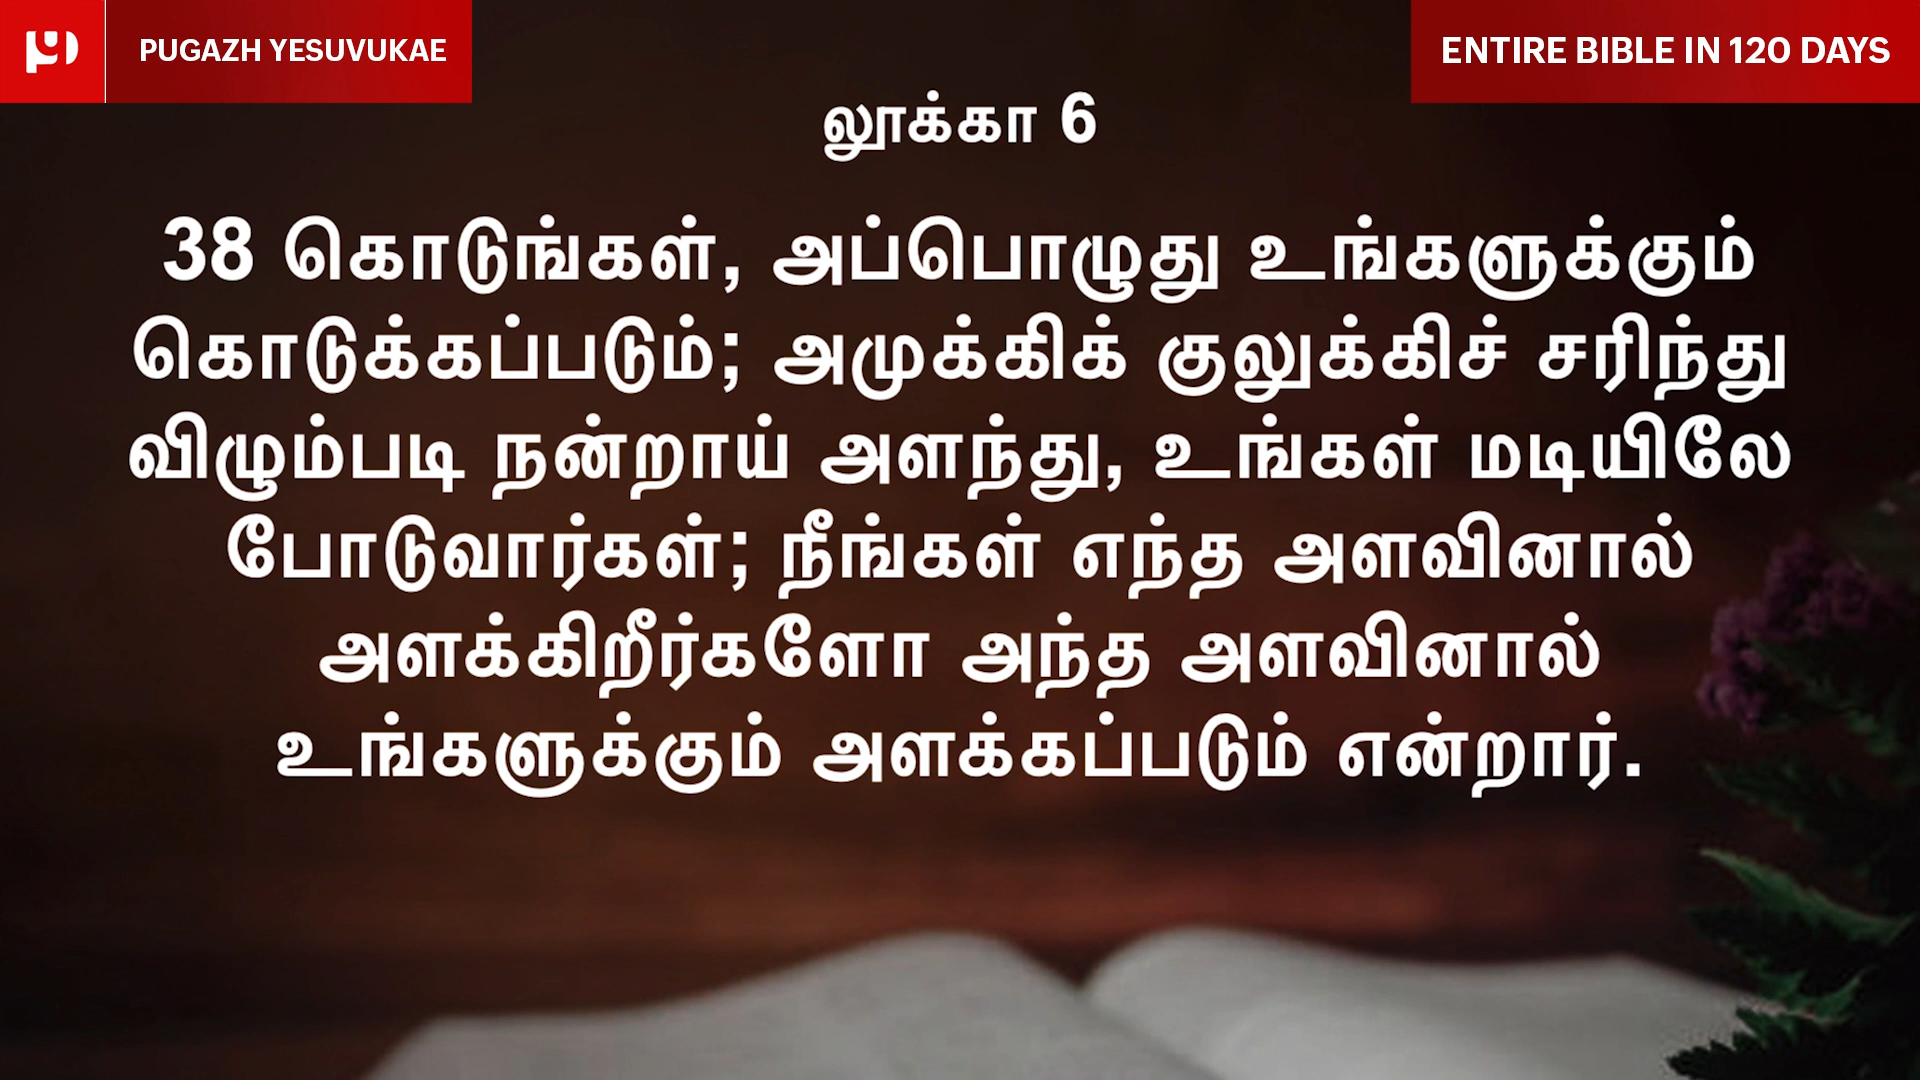 PUGAZH YESUVUKAE
ENTIRE BIBLE IN 120 DAYS
லூக்கா 6
38 கொடுங்கள், அப்பொழுது உங்களுக்கும்
கொடுக்கப்படும்; அமுக்கிக் குலுக்கிச் சரிந்து
விழும்படி நன்றாய் அளந்து, உங்கள் மடியிலே
போடுவார்கள்; நீங்கள் எந்த அளவினால்
அளக்கிறீர்களோ அந்த அளவினால்
உங்களுக்கும் அளக்கப்படும் என்றார்.